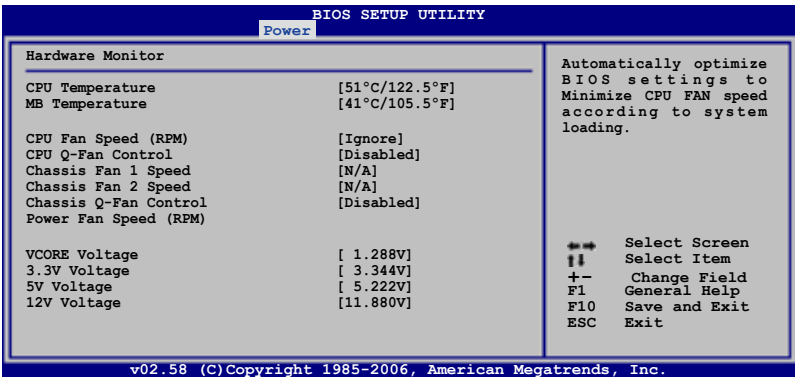 BIOS SETUP UTILITY
Power
Hardware Monitor
CPU Temperature [51°C/122.5°F]
MB Temperature [41°C/105.5°F]
CPU Fan Speed (RPM) [Ignore]
CPU Q-Fan Control [Disabled]
Chassis Fan 1 Speed [N/A]
Chassis Fan 2 Speed [N/A]
Chassis Q-Fan Control [Disabled]
Power Fan Speed (RPM)
VCORE Voltage [ 1.288V]
3.3V Voltage [ 3.344V]
5V Voltage [ 5.222V]
12V Voltage [11.880V]
Automatically optimize
BIOS settings to
Minimize CPU FAN speed
according to system
loading.
←→ Select Screen
↑↓ Select Item
+- Change Field
F1 General Help
F10 Save and Exit
ESC Exit
v02.58 (C)Copyright 1985-2006, American Megatrends, Inc.